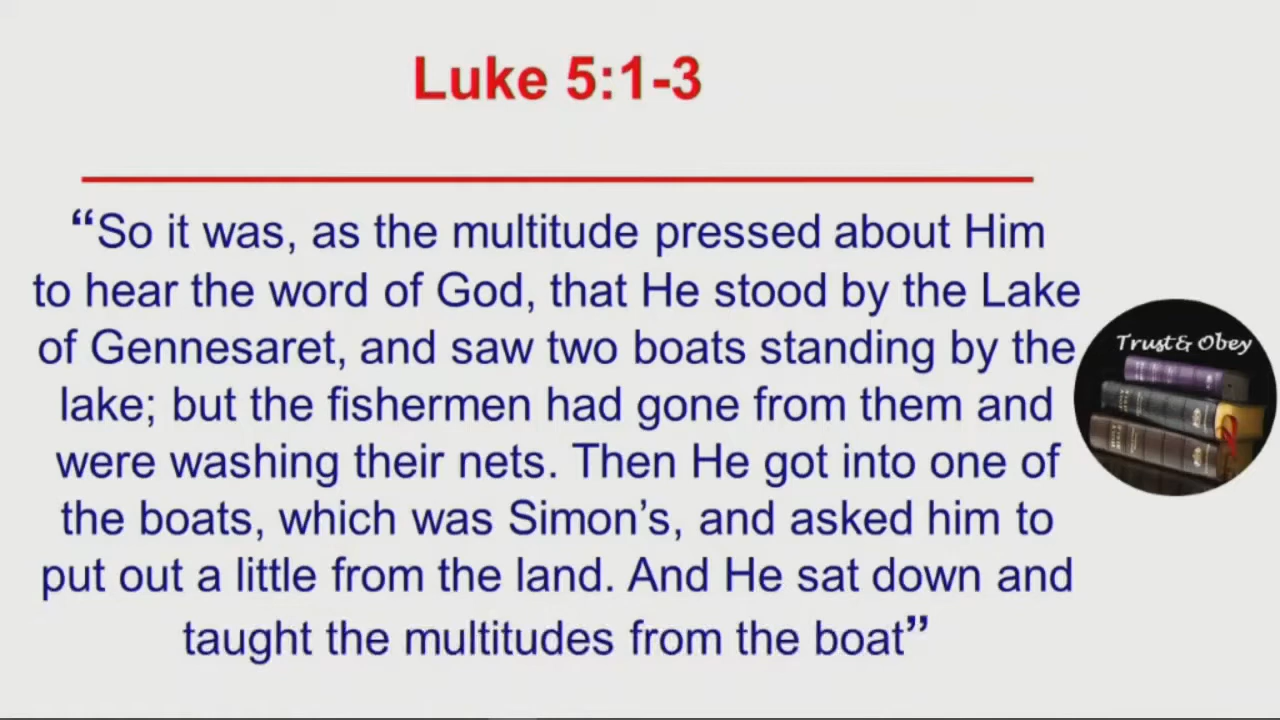 Luke 5:1-3
“So it was, as the multitude pressed about Him
to hear the word of God, that He stood by the Lake
of Gennesaret, and saw two boats standing by the
lake; but the fishermen had gone from them and
were washing their nets. Then He got into one of
the boats, which was Simon’s, and asked him to
put out a little from the land. And He sat down and
taught the multitudes from the boat”
Trust & Obey